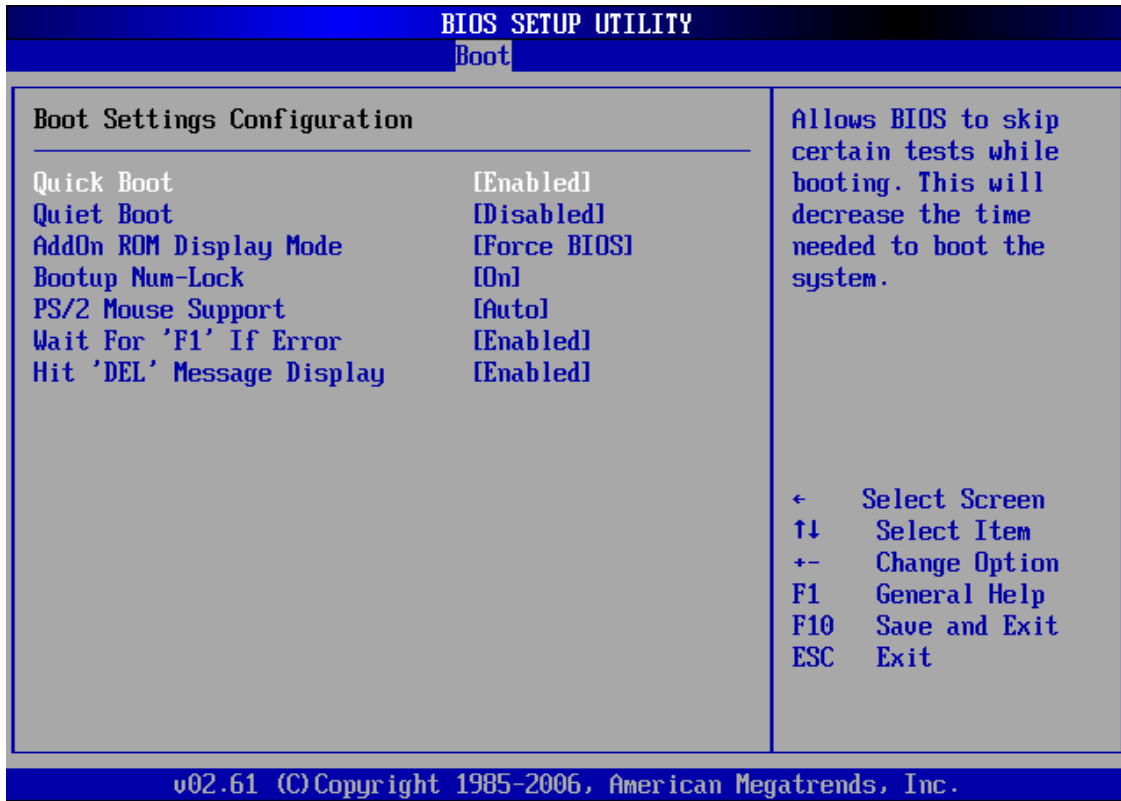 BIOS SETUP UTILITY
Boot
Boot Settings Configuration
Quick Boot [Enabled]
Quiet Boot [Disabled]
AddOn ROM Display Mode [Force BIOS]
Bootup Num-Lock [On]
PS/2 Mouse Support [Auto]
Wait For 'F1' If Error [Enabled]
Hit 'DEL' Message Display [Enabled]
Allows BIOS to skip
certain tests while
booting. This will
decrease the time
needed to boot the
system.
← Select Screen
↑↓ Select Item
+- Change Option
F1 General Help
F10 Save and Exit
ESC Exit
v02.61 (C)Copyright 1985-2006, American Megatrends, Inc.